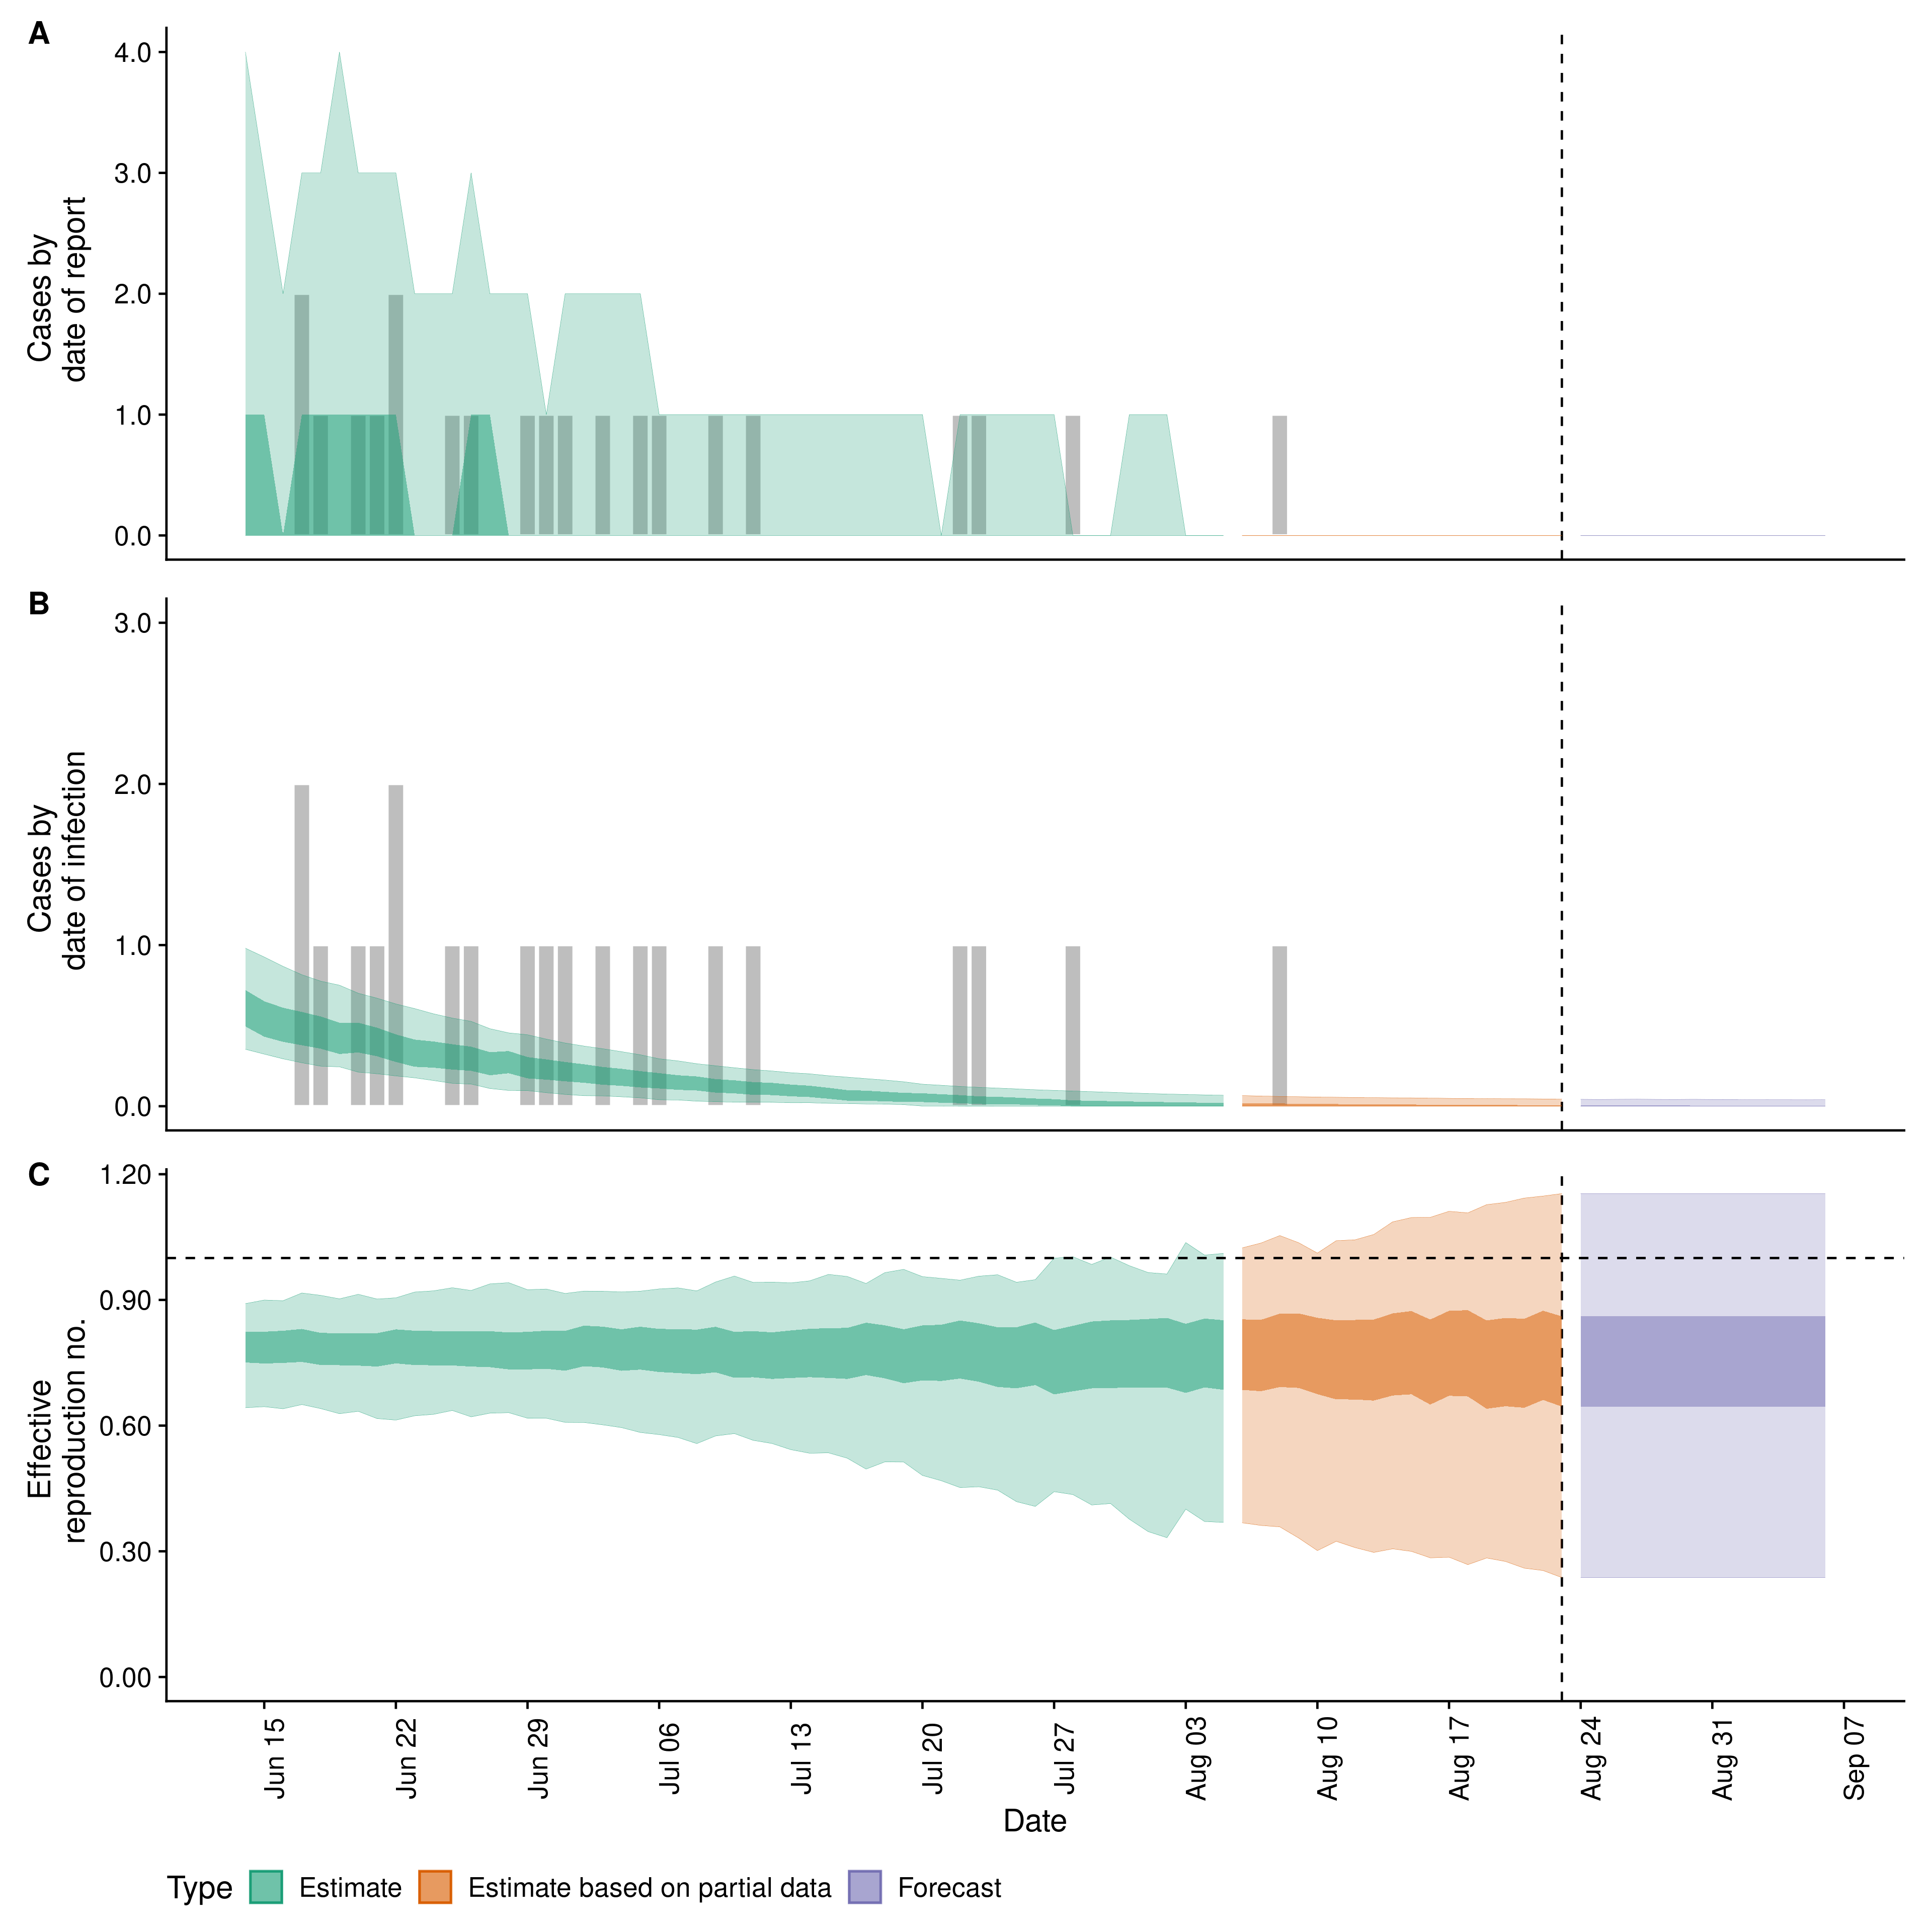 A
4.0
3.0
2.0
1.0
0.0
Cases by
date of report
B
3.0
2.0
1.0
0.0
Cases by
date of infection
C
1.20
0.90
0.60
0.30
0.00
Effective
reproduction no.
Jun 15
Jun 22
Jun 29
Jul 06
Jul 13
Jul 20
Jul 27
Aug 03
Aug 10
Aug 17
Aug 24
Aug 31
Sep 07
Date
Type Estimate Estimate based on partial data Forecast